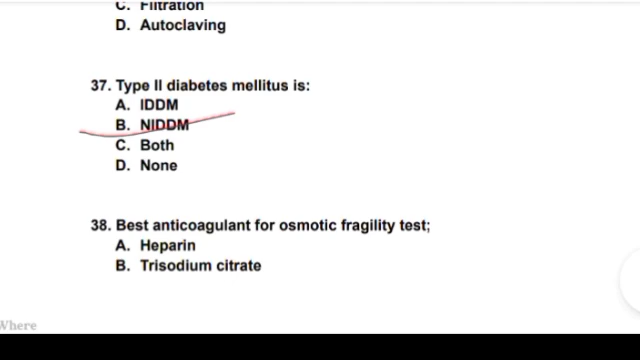 C. Filtration
D. Autoclaving
37. Type II diabetes mellitus is:
A. IDDM
B. NIDDM
C. Both
D. None
38. Best anticoagulant for osmotic fragility test;
A. Heparin
B. Trisodium citrate
Where